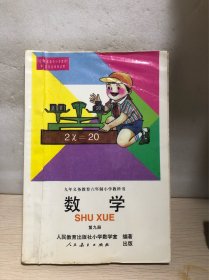 2x=20
九年义务教育六年制小学教科书
数 学
SHU XUE
第九册
人民教育出版社小学数学室 编著
人民教育出版社 出版